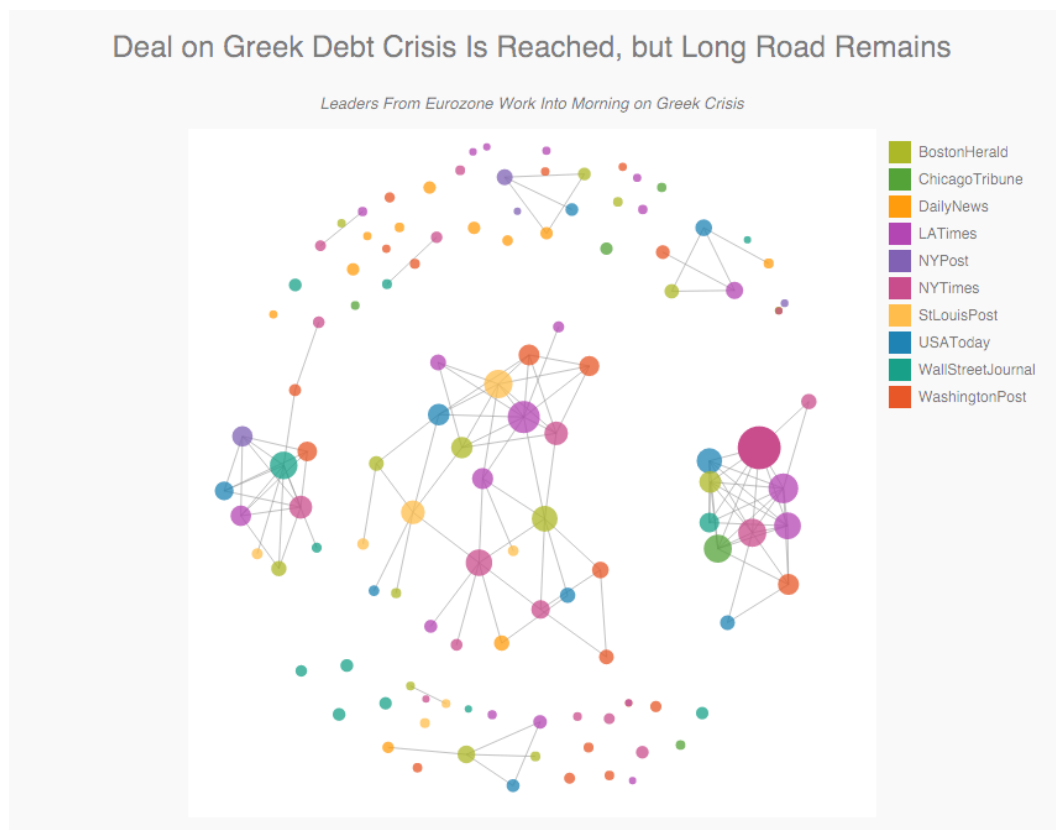 Deal on Greek Debt Crisis Is Reached, but Long Road Remains
Leaders From Eurozone Work Into Morning on Greek Crisis
BostonHerald
ChicagoTribune
DailyNews
LATimes
NYPost
NYTimes
StLouisPost
USAToday
WallStreetJournal
WashingtonPost